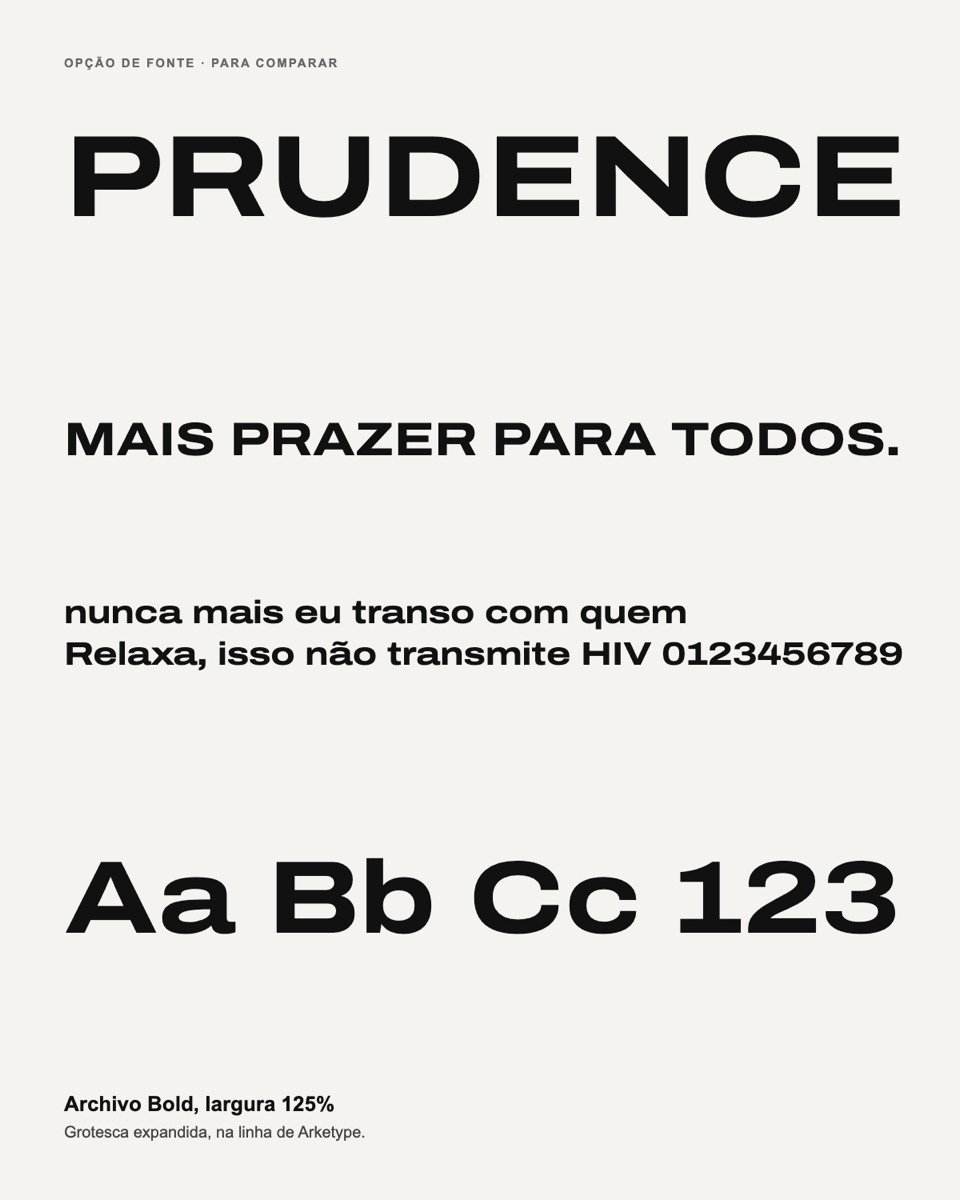 OPÇÃO DE FONTE · PARA COMPARAR
PRUDENCE
MAIS PRAZER PARA TODOS.
nunca mais eu transo com quem
Relaxa, isso não transmite HIV 0123456789
Aa Bb Cc 123
Archivo Bold, largura 125%
Grotesca expandida, na linha de Arketype.